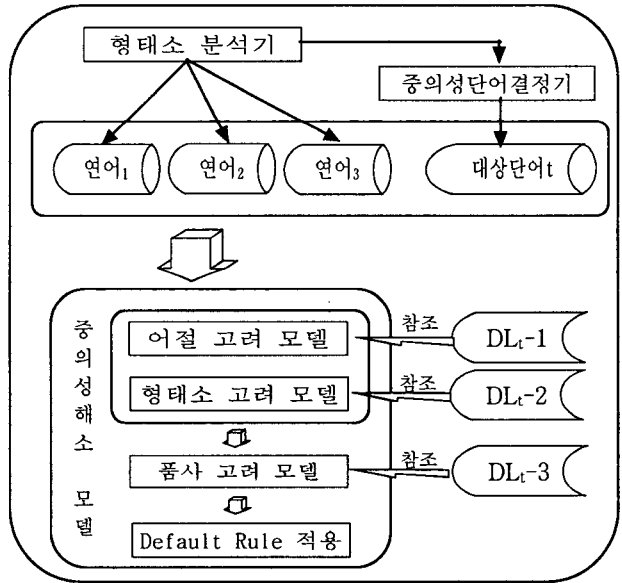 형태소 분석기
중의성단어결정기
연어₁ 연어₂ 연어₃ 대상단어t
중의성해소 모델
어절 고려 모델
참조
DLₜ-1
형태소 고려 모델
참조
DLₜ-2
품사 고려 모델
참조
DLₜ-3
Default Rule 적용